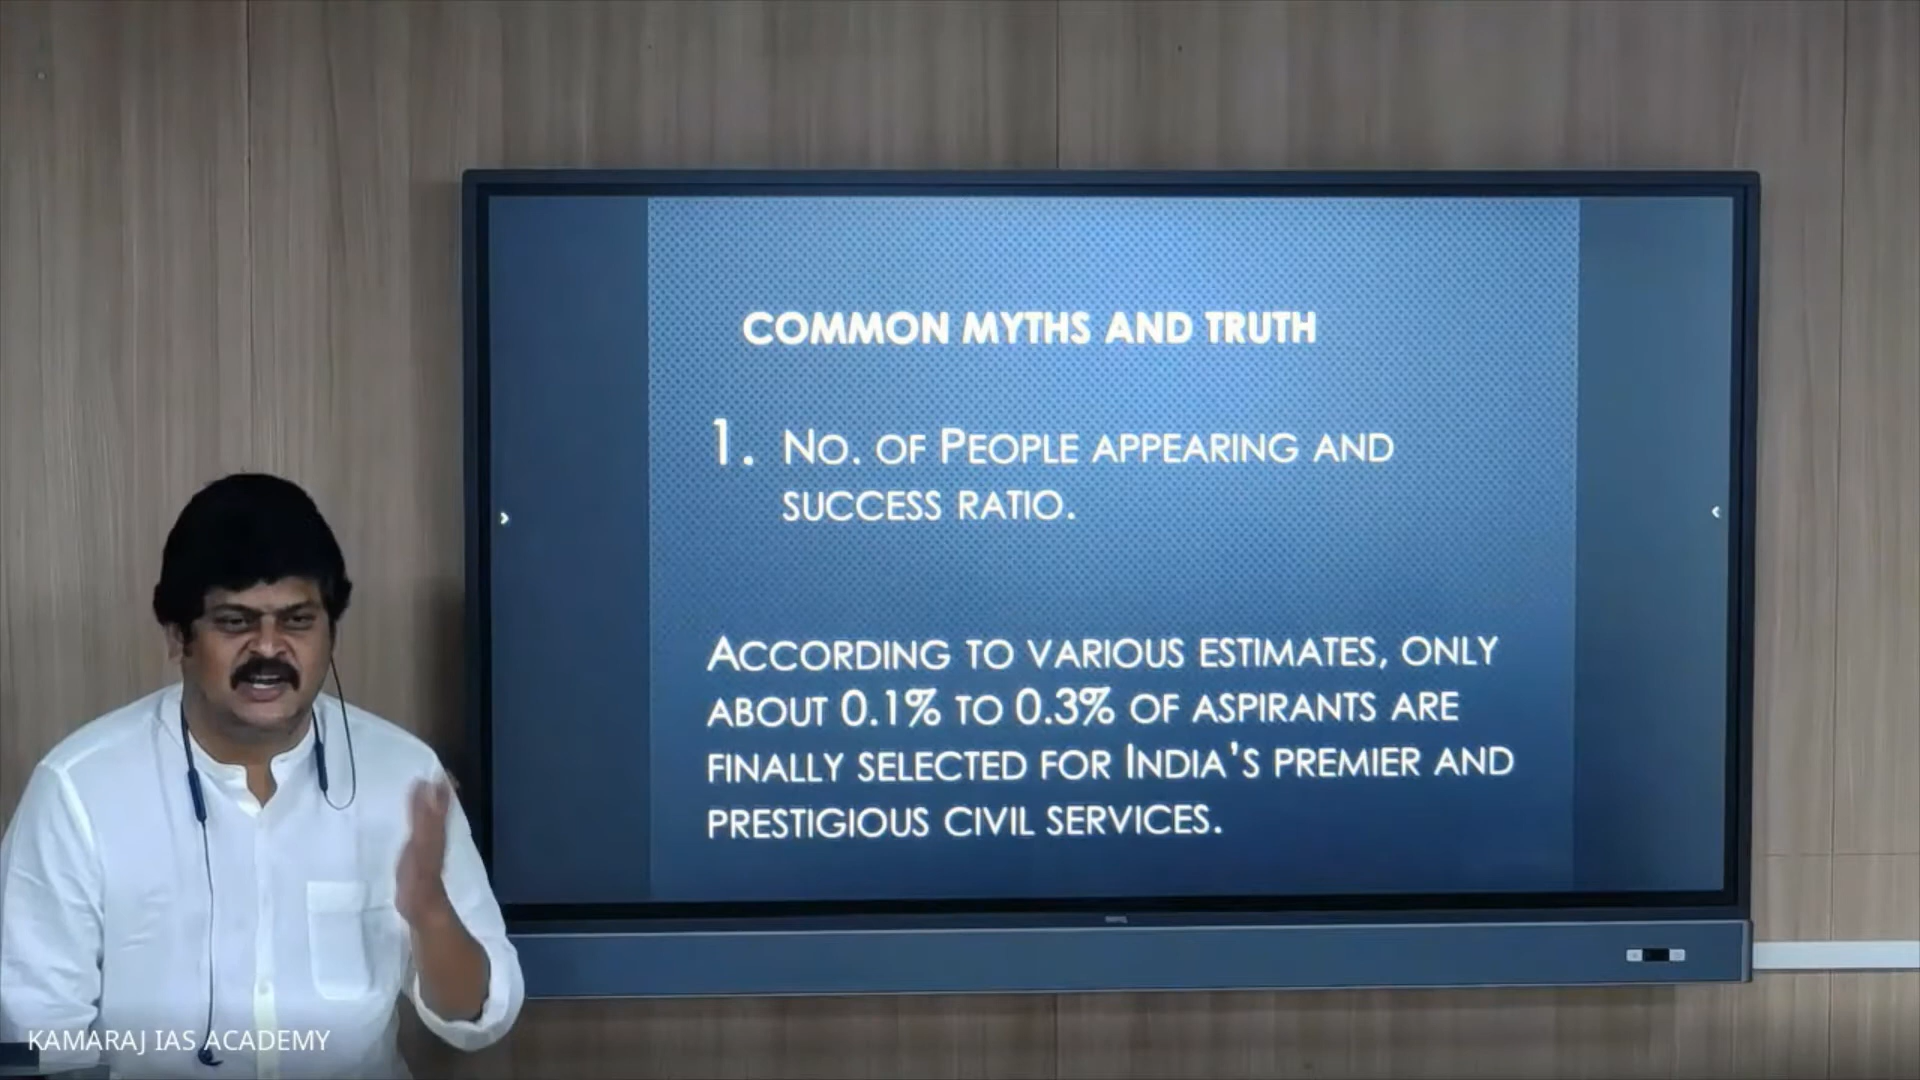 COMMON MYTHS AND TRUTH
1. NO. OF PEOPLE APPEARING AND
SUCCESS RATIO.
ACCORDING TO VARIOUS ESTIMATES, ONLY
ABOUT 0.1% TO 0.3% OF ASPIRANTS ARE
FINALLY SELECTED FOR INDIA'S PREMIER AND
PRESTIGIOUS CIVIL SERVICES.
KAMARAJ IAS ACADEMY